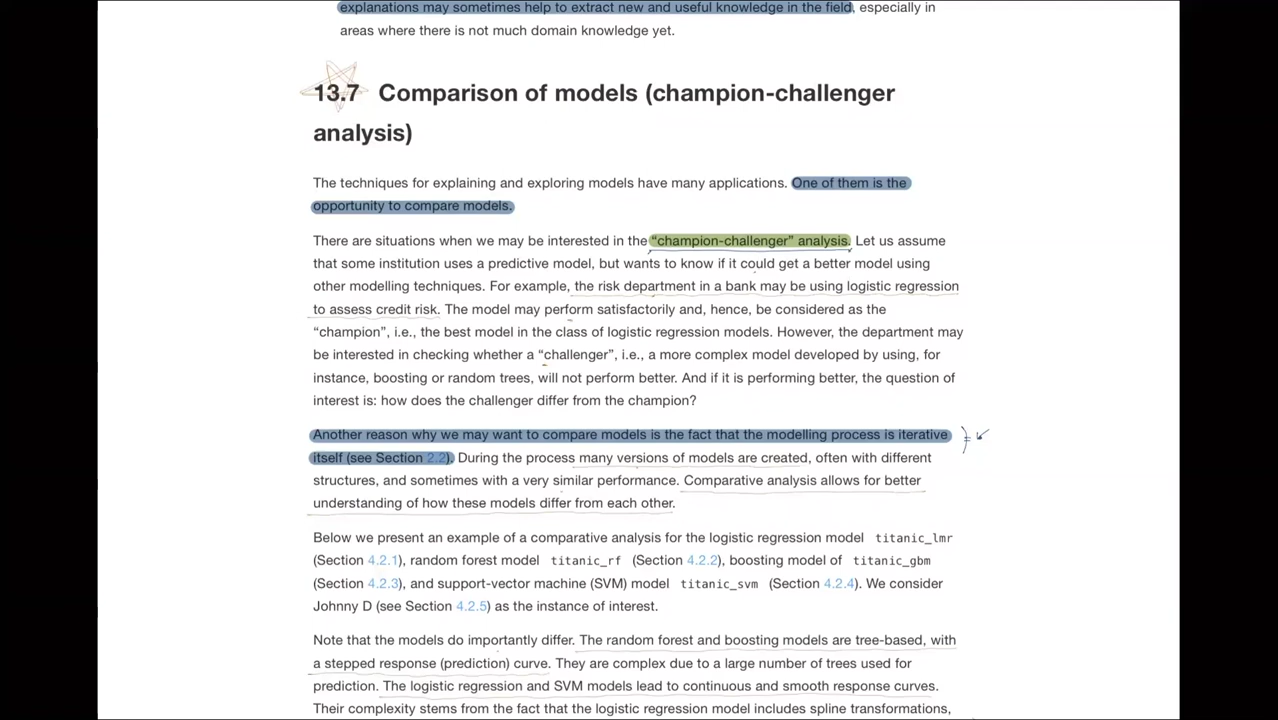 explanations may sometimes help to extract new and useful knowledge in the field, especially in
areas where there is not much domain knowledge yet.
13.7 Comparison of models (champion-challenger
analysis)
The techniques for explaining and exploring models have many applications. One of them is the
opportunity to compare models.
There are situations when we may be interested in the “champion-challenger” analysis. Let us assume
that some institution uses a predictive model, but wants to know if it could get a better model using
other modelling techniques. For example, the risk department in a bank may be using logistic regression
to assess credit risk. The model may perform satisfactorily and, hence, be considered as the
“champion”, i.e., the best model in the class of logistic regression models. However, the department may
be interested in checking whether a “challenger”, i.e., a more complex model developed by using, for
instance, boosting or random trees, will not perform better. And if it is performing better, the question of
interest is: how does the challenger differ from the champion?
Another reason why we may want to compare models is the fact that the modelling process is iterative
itself (see Section 2.2). During the process many versions of models are created, often with different
structures, and sometimes with a very similar performance. Comparative analysis allows for better
understanding of how these models differ from each other.
Below we present an example of a comparative analysis for the logistic regression model titanic_lmr
(Section 4.2.1), random forest model titanic_rf (Section 4.2.2), boosting model of titanic_gbm
(Section 4.2.3), and support-vector machine (SVM) model titanic_svm (Section 4.2.4). We consider
Johnny D (see Section 4.2.5) as the instance of interest.
Note that the models do importantly differ. The random forest and boosting models are tree-based, with
a stepped response (prediction) curve. They are complex due to a large number of trees used for
prediction. The logistic regression and SVM models lead to continuous and smooth response curves.
Their complexity stems from the fact that the logistic regression model includes spline transformations,